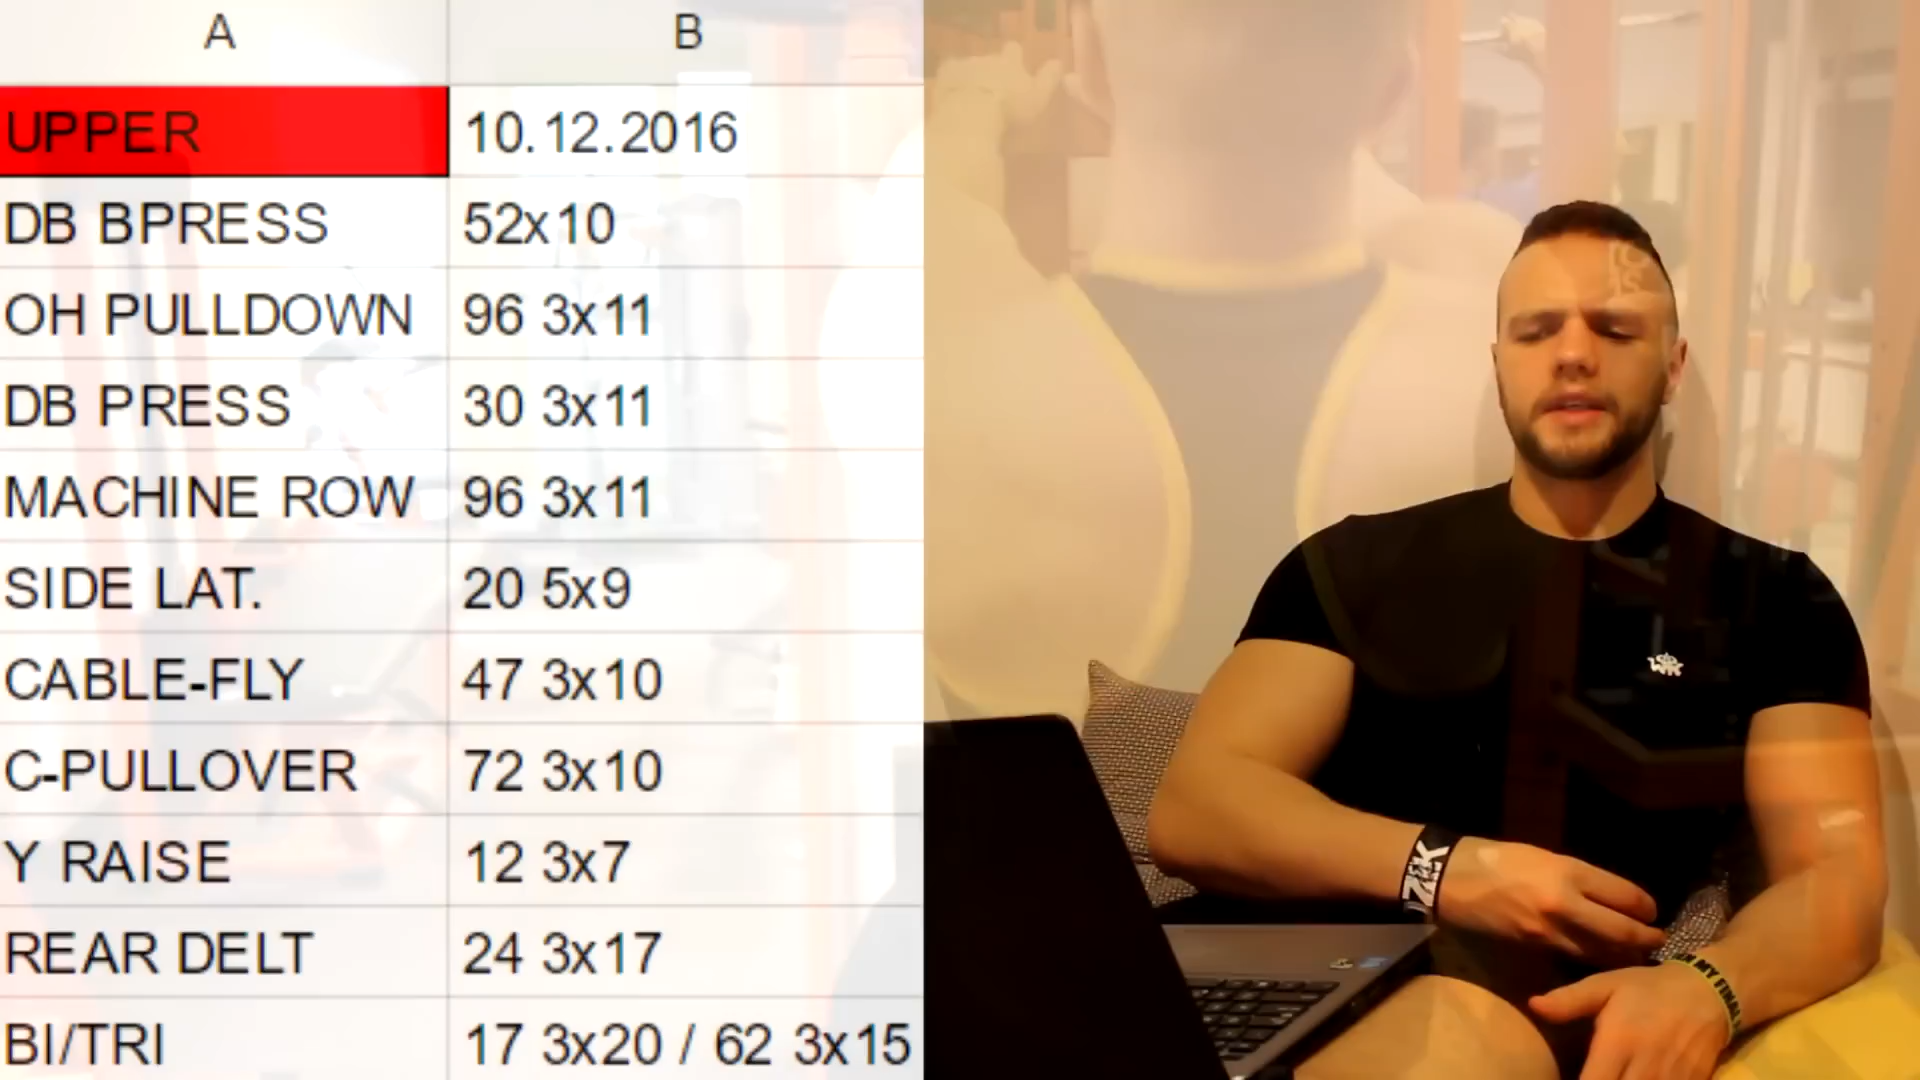 A B
UPPER 10.12.2016
DB BPRESS 52x10
OH PULLDOWN 96 3x11
DB PRESS 30 3x11
MACHINE ROW 96 3x11
SIDE LAT. 20 5x9
CABLE-FLY 47 3x10
C-PULLOVER 72 3x10
Y RAISE 12 3x7
REAR DELT 24 3x17
BI/TRI 17 3x20 / 62 3x15
MY FINAL